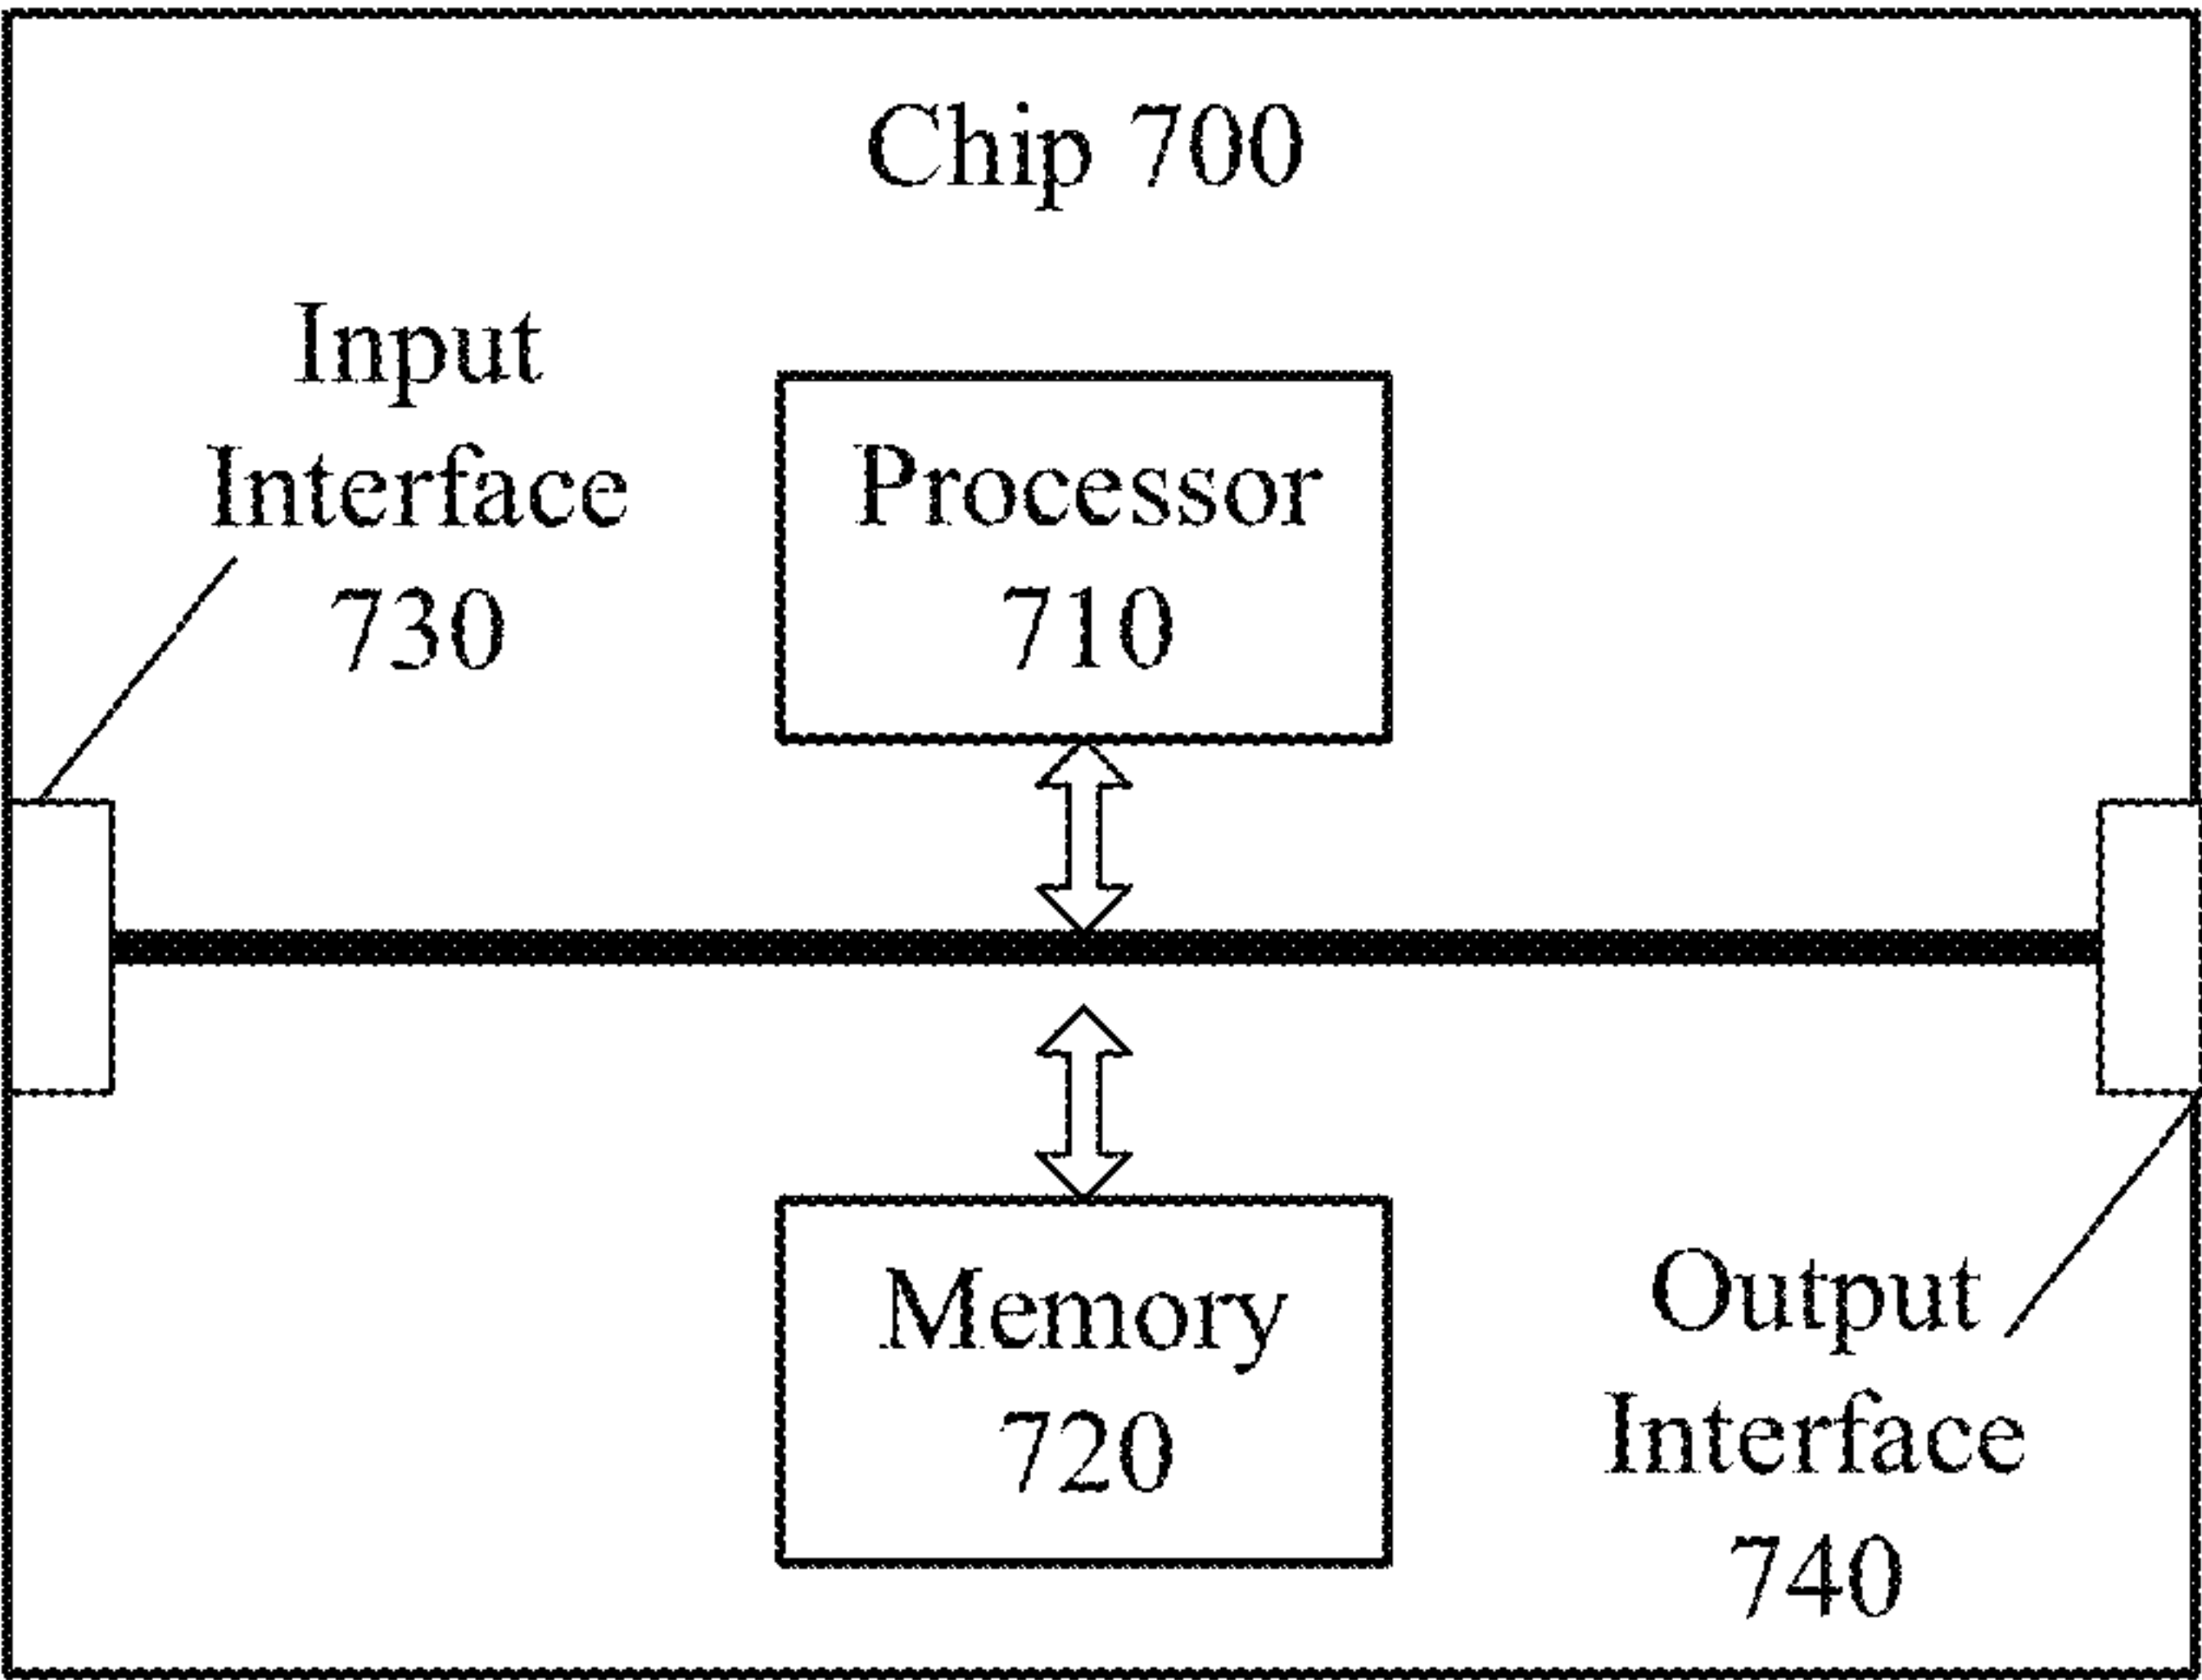 Chip 700
Input
Interface
730
Processor
710
Memory
720
Output
Interface
740